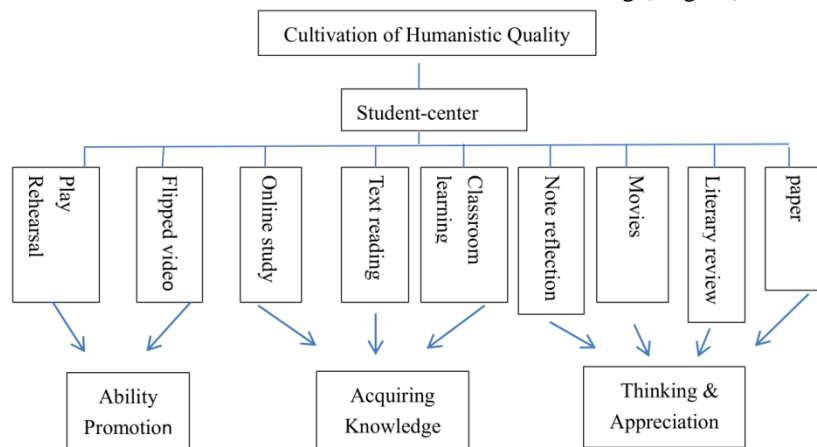 Cultivation of Humanistic Quality
Student-center
Play
Rehearsal
Flipped video
Online study
Text reading
Classroom
learning
Note reflection
Movies
Literary review
paper
Ability
Promotion
Acquiring
Knowledge
Thinking &
Appreciation